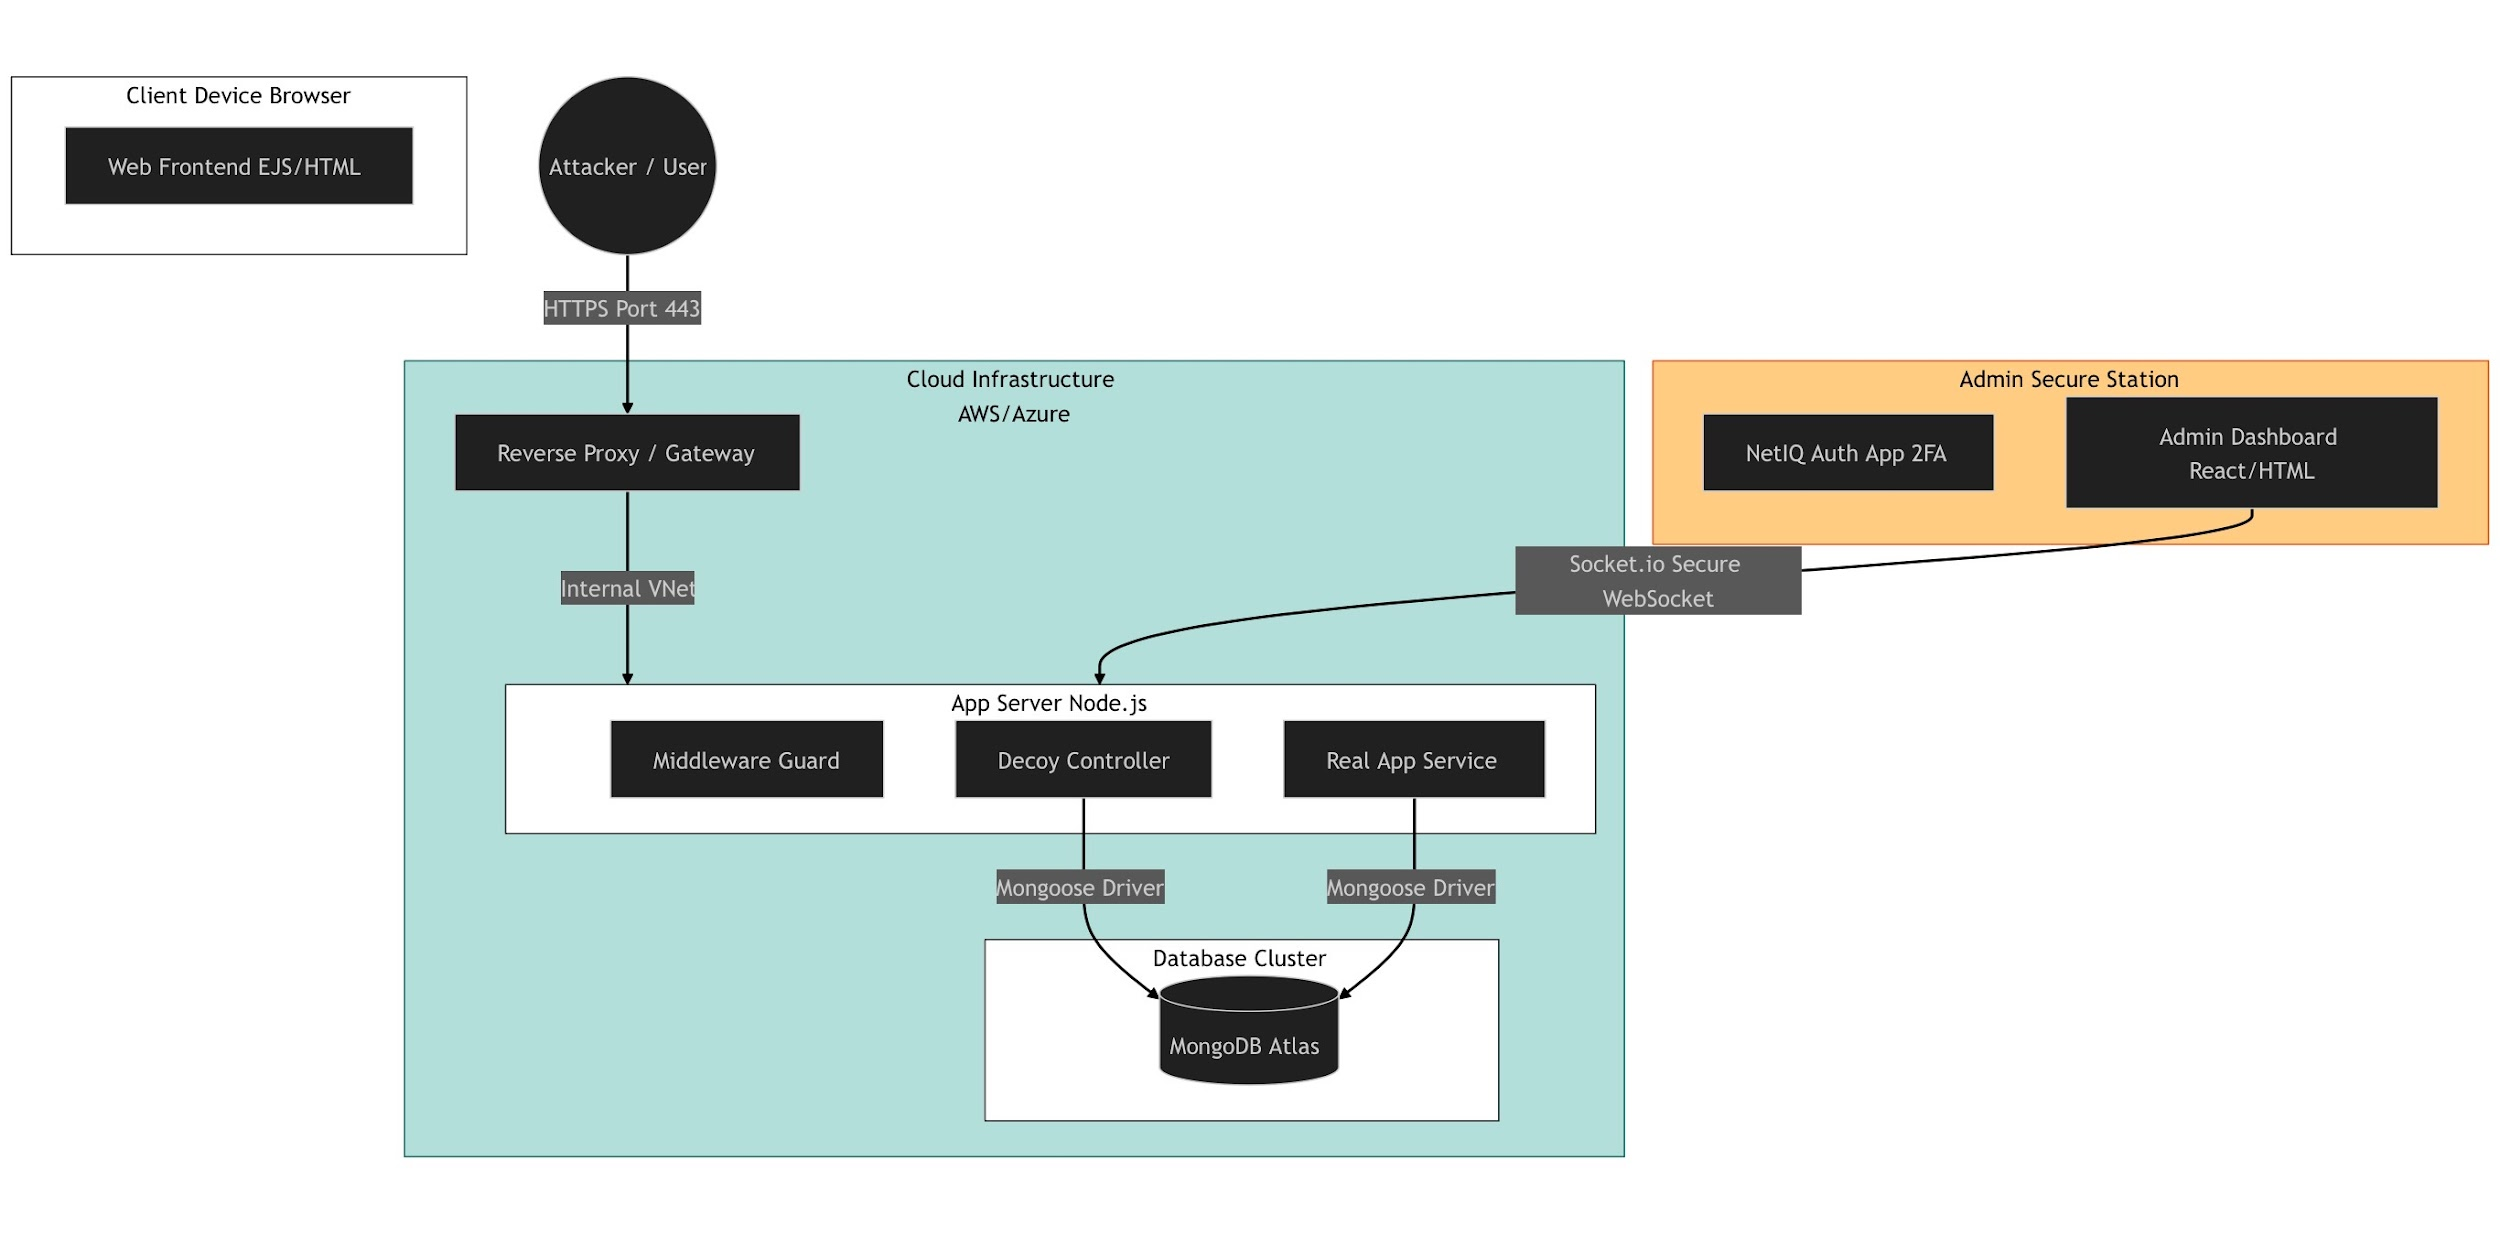 Client Device Browser
Web Frontend EJS/HTML
Attacker / User
HTTPS Port 443
Cloud Infrastructure
AWS/Azure
Reverse Proxy / Gateway
Internal VNet
Admin Secure Station
NetIQ Auth App 2FA
Admin Dashboard
React/HTML
Socket.io Secure
WebSocket
App Server Node.js
Middleware Guard
Decoy Controller
Real App Service
Mongoose Driver
Mongoose Driver
Database Cluster
MongoDB Atlas